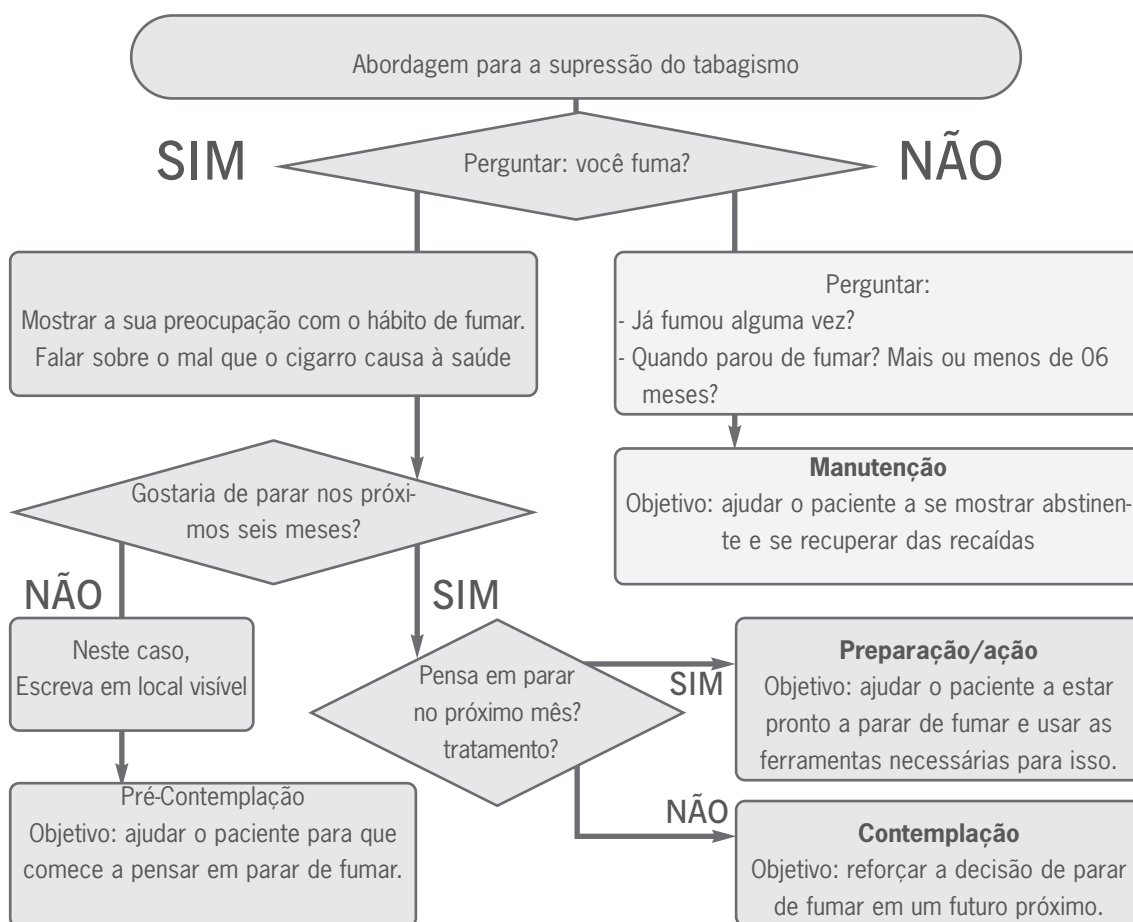 Abordagem para a supressão do tabagismo
SIM
Perguntar: você fuma?
NÃO
Mostrar a sua preocupação com o hábito de fumar.
Falar sobre o mal que o cigarro causa à saúde
Perguntar:
- Já fumou alguma vez?
- Quando parou de fumar? Mais ou menos de 06
meses?
Manutenção
Objetivo: ajudar o paciente a se mostrar abstinen-
te e se recuperar das recaídas
Gostaria de parar nos próxi-
mos seis meses?
NÃO
SIM
Neste caso,
Escreva em local visível
Pensa em parar
no próximo mês?
tratamento?
SIM
Preparação/ação
Objetivo: ajudar o paciente a estar
pronto a parar de fumar e usar as
ferramentas necessárias para isso.
Pré-Contemplação
Objetivo: ajudar o paciente para que
comece a pensar em parar de fumar.
NÃO
Contemplação
Objetivo: reforçar a decisão de parar
de fumar em um futuro próximo.